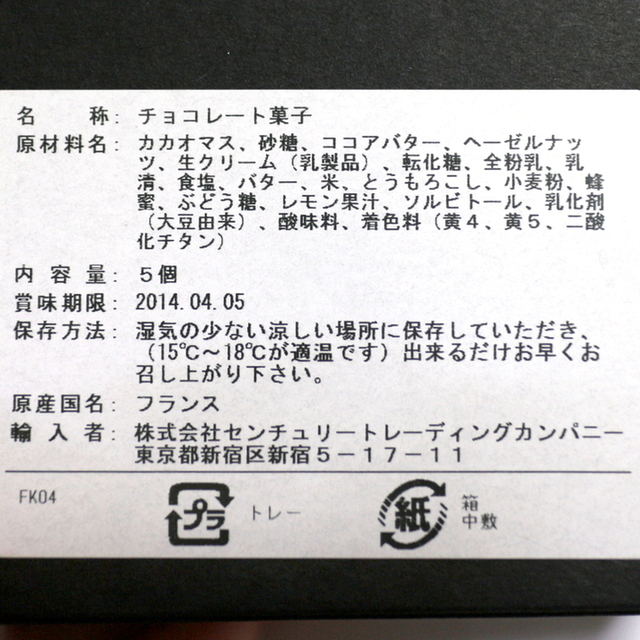 名　　称: チョコレート菓子
原材料名: カカオマス、砂糖、ココアバター、ヘーゼルナッ
ツ、生クリーム（乳製品）、転化糖、全粉乳、乳
清、食塩、バター、米、とうもろこし、小麦粉、蜂
蜜、ぶどう糖、レモン果汁、ソルビトール、乳化剤
（大豆由来）、酸味料、着色料（黄４、黄５、二酸
化チタン）
内 容 量: ５個
賞味期限: 2014.04.05
保存方法: 湿気の少ない涼しい場所に保存していただき、
（15℃～18℃が適温です）出来るだけお早くお
召し上がり下さい。
原産国名: フランス
輸 入 者: 株式会社センチュリートレーディングカンパニー
東京都新宿区新宿５－17－11
FK04
プラ トレー
紙 箱
中敷